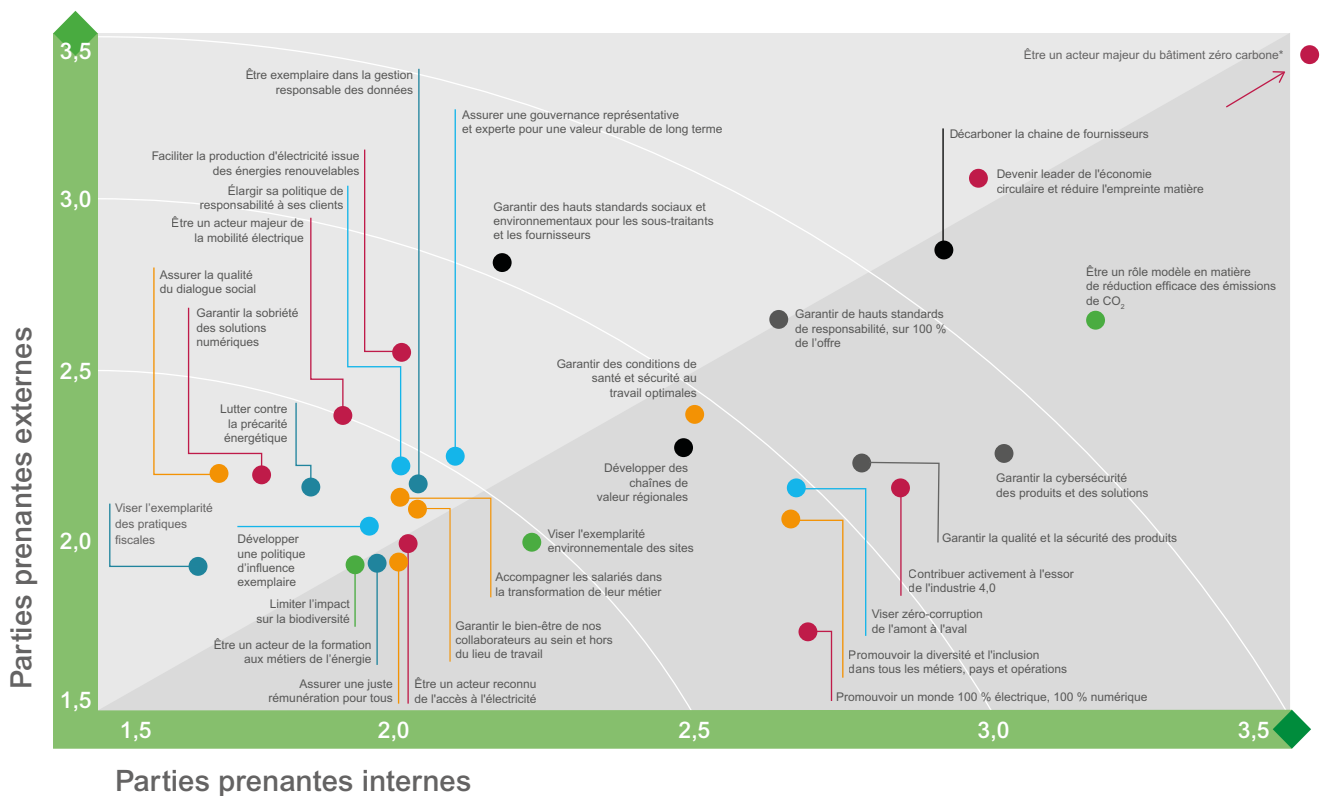 3,5
Être un acteur majeur du bâtiment zéro carbone*
Être exemplaire dans la gestion
responsable des données
Assurer une gouvernance représentative
et experte pour une valeur durable de long terme
Décarboner la chaine de fournisseurs
Faciliter la production d'électricité issue
des énergies renouvelables
Devenir leader de l'économie
circulaire et réduire l'empreinte matière
Élargir sa politique de
responsabilité à ses clients
3,0
Garantir des hauts standards sociaux et
environnementaux pour les sous-traitants
et les fournisseurs
Être un acteur majeur de
la mobilité électrique
Assurer la qualité
du dialogue social
Être un rôle modèle en matière
de réduction efficace des émissions
de CO2
Garantir la sobriété
des solutions
numériques
Garantir de hauts standards
de responsabilité, sur 100 %
de l'offre
2,5
Garantir des conditions de
santé et sécurité au
travail optimales
Lutter contre
la précarité
énergétique
Développer des
chaînes de
valeur régionales
Garantir la cybersécurité
des produits et des solutions
Viser l'exemplarité
des pratiques
fiscales
2,0
Développer
une politique
d'influence
exemplaire
Viser l'exemplarité
environnementale des sites
Garantir la qualité et la sécurité des produits
Accompagner les salariés dans
la transformation de leur métier
Contribuer activement à l'essor
de l'industrie 4,0
Limiter l'impact
sur la biodiversité
Viser zéro-corruption
de l'amont à l'aval
Garantir le bien-être de nos
collaborateurs au sein et hors
du lieu de travail
Être un acteur de la formation
aux métiers de l'énergie
Promouvoir la diversité et l'inclusion
dans tous les métiers, pays et opérations
Assurer une juste
rémunération pour tous
Être un acteur reconnu
de l'accès à l'électricité
Promouvoir un monde 100 % électrique, 100 % numérique
1,5
1,5
2,0
2,5
3,0
3,5
Parties prenantes externes
Parties prenantes internes